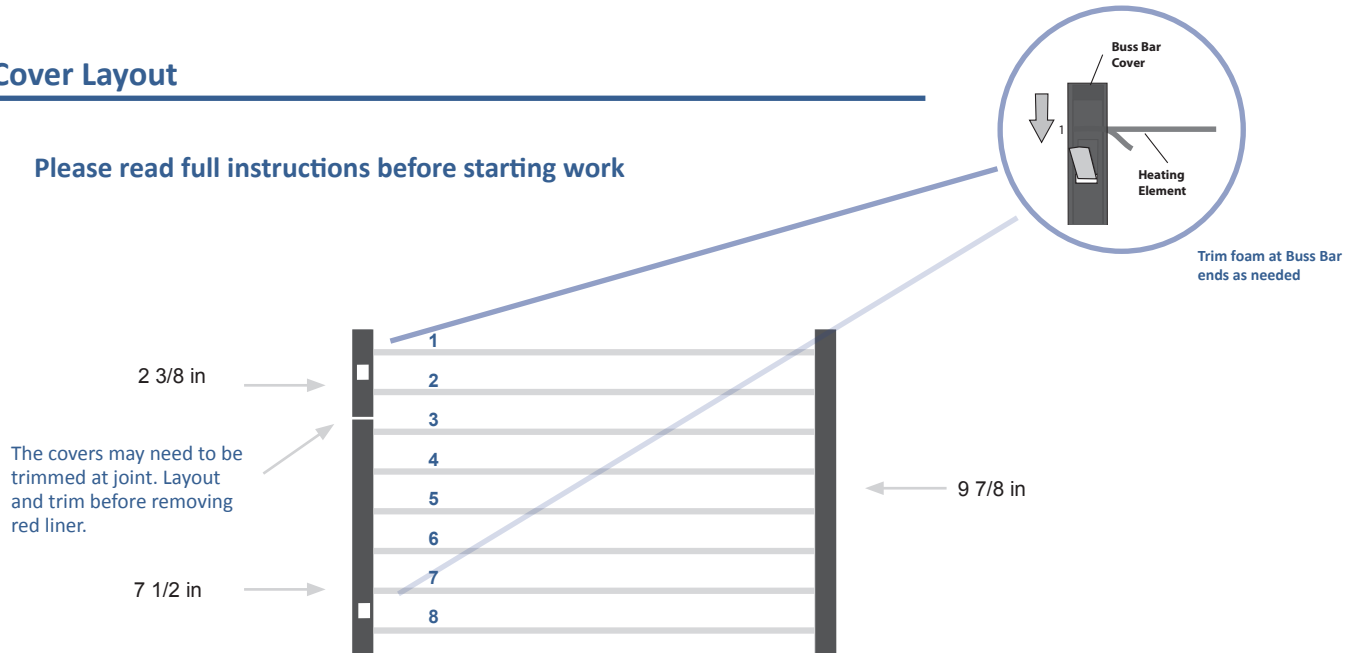 Cover Layout
Please read full instructions before starting work
Buss Bar
Cover
1
Heating
Element
Trim foam at Buss Bar
ends as needed
1
2 3/8 in
2
3
The covers may need to be
trimmed at joint. Layout
and trim before removing
red liner.
4
5
9 7/8 in
6
7
7 1/2 in
8